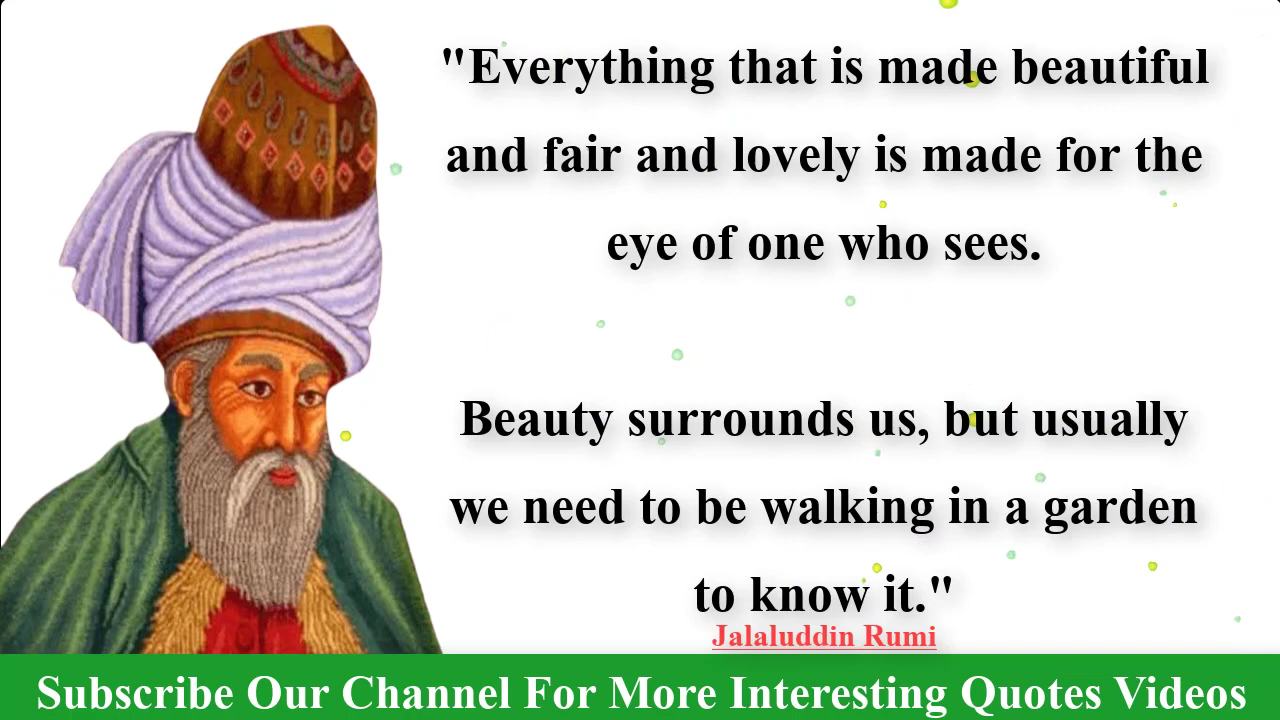 "Everything that is made beautiful
and fair and lovely is made for the
eye of one who sees.
Beauty surrounds us, but usually
we need to be walking in a garden
to know it."
Jalaluddin Rumi
Subscribe Our Channel For More Interesting Quotes Videos